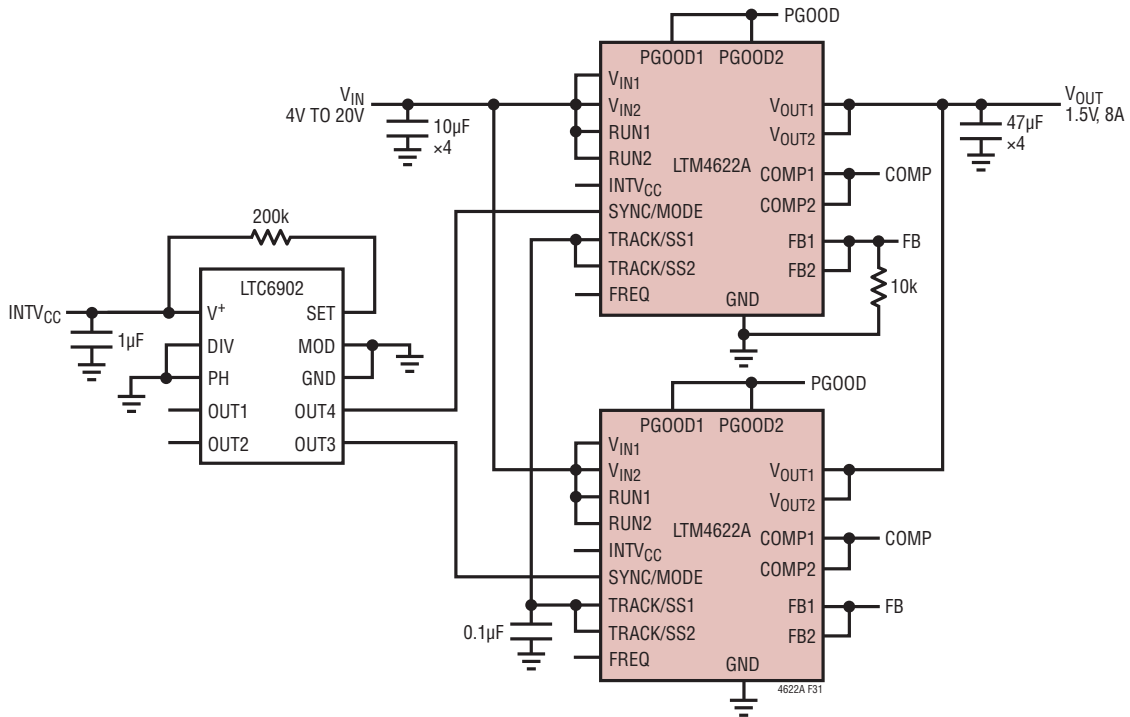 PGOOD
PGOOD1 PGOOD2
VIN
4V TO 20V
10µF
×4
VIN1
VIN2
RUN1
RUN2
INTVCC
SYNC/MODE
TRACK/SS1
TRACK/SS2
FREQ
LTM4622A
VOUT1
VOUT2
COMP1
COMP2
FB1
FB2
GND
COMP
FB
10k
47µF
×4
VOUT
1.5V, 8A
200k
LTC6902
INTVCC
1µF
V+
DIV
PH
OUT1
OUT2
SET
MOD
GND
OUT4
OUT3
PGOOD
PGOOD1 PGOOD2
VIN1
VIN2
RUN1
RUN2
INTVCC
SYNC/MODE
TRACK/SS1
TRACK/SS2
FREQ
LTM4622A
VOUT1
VOUT2
COMP1
COMP2
FB1
FB2
GND
COMP
FB
0.1µF
4622A F31